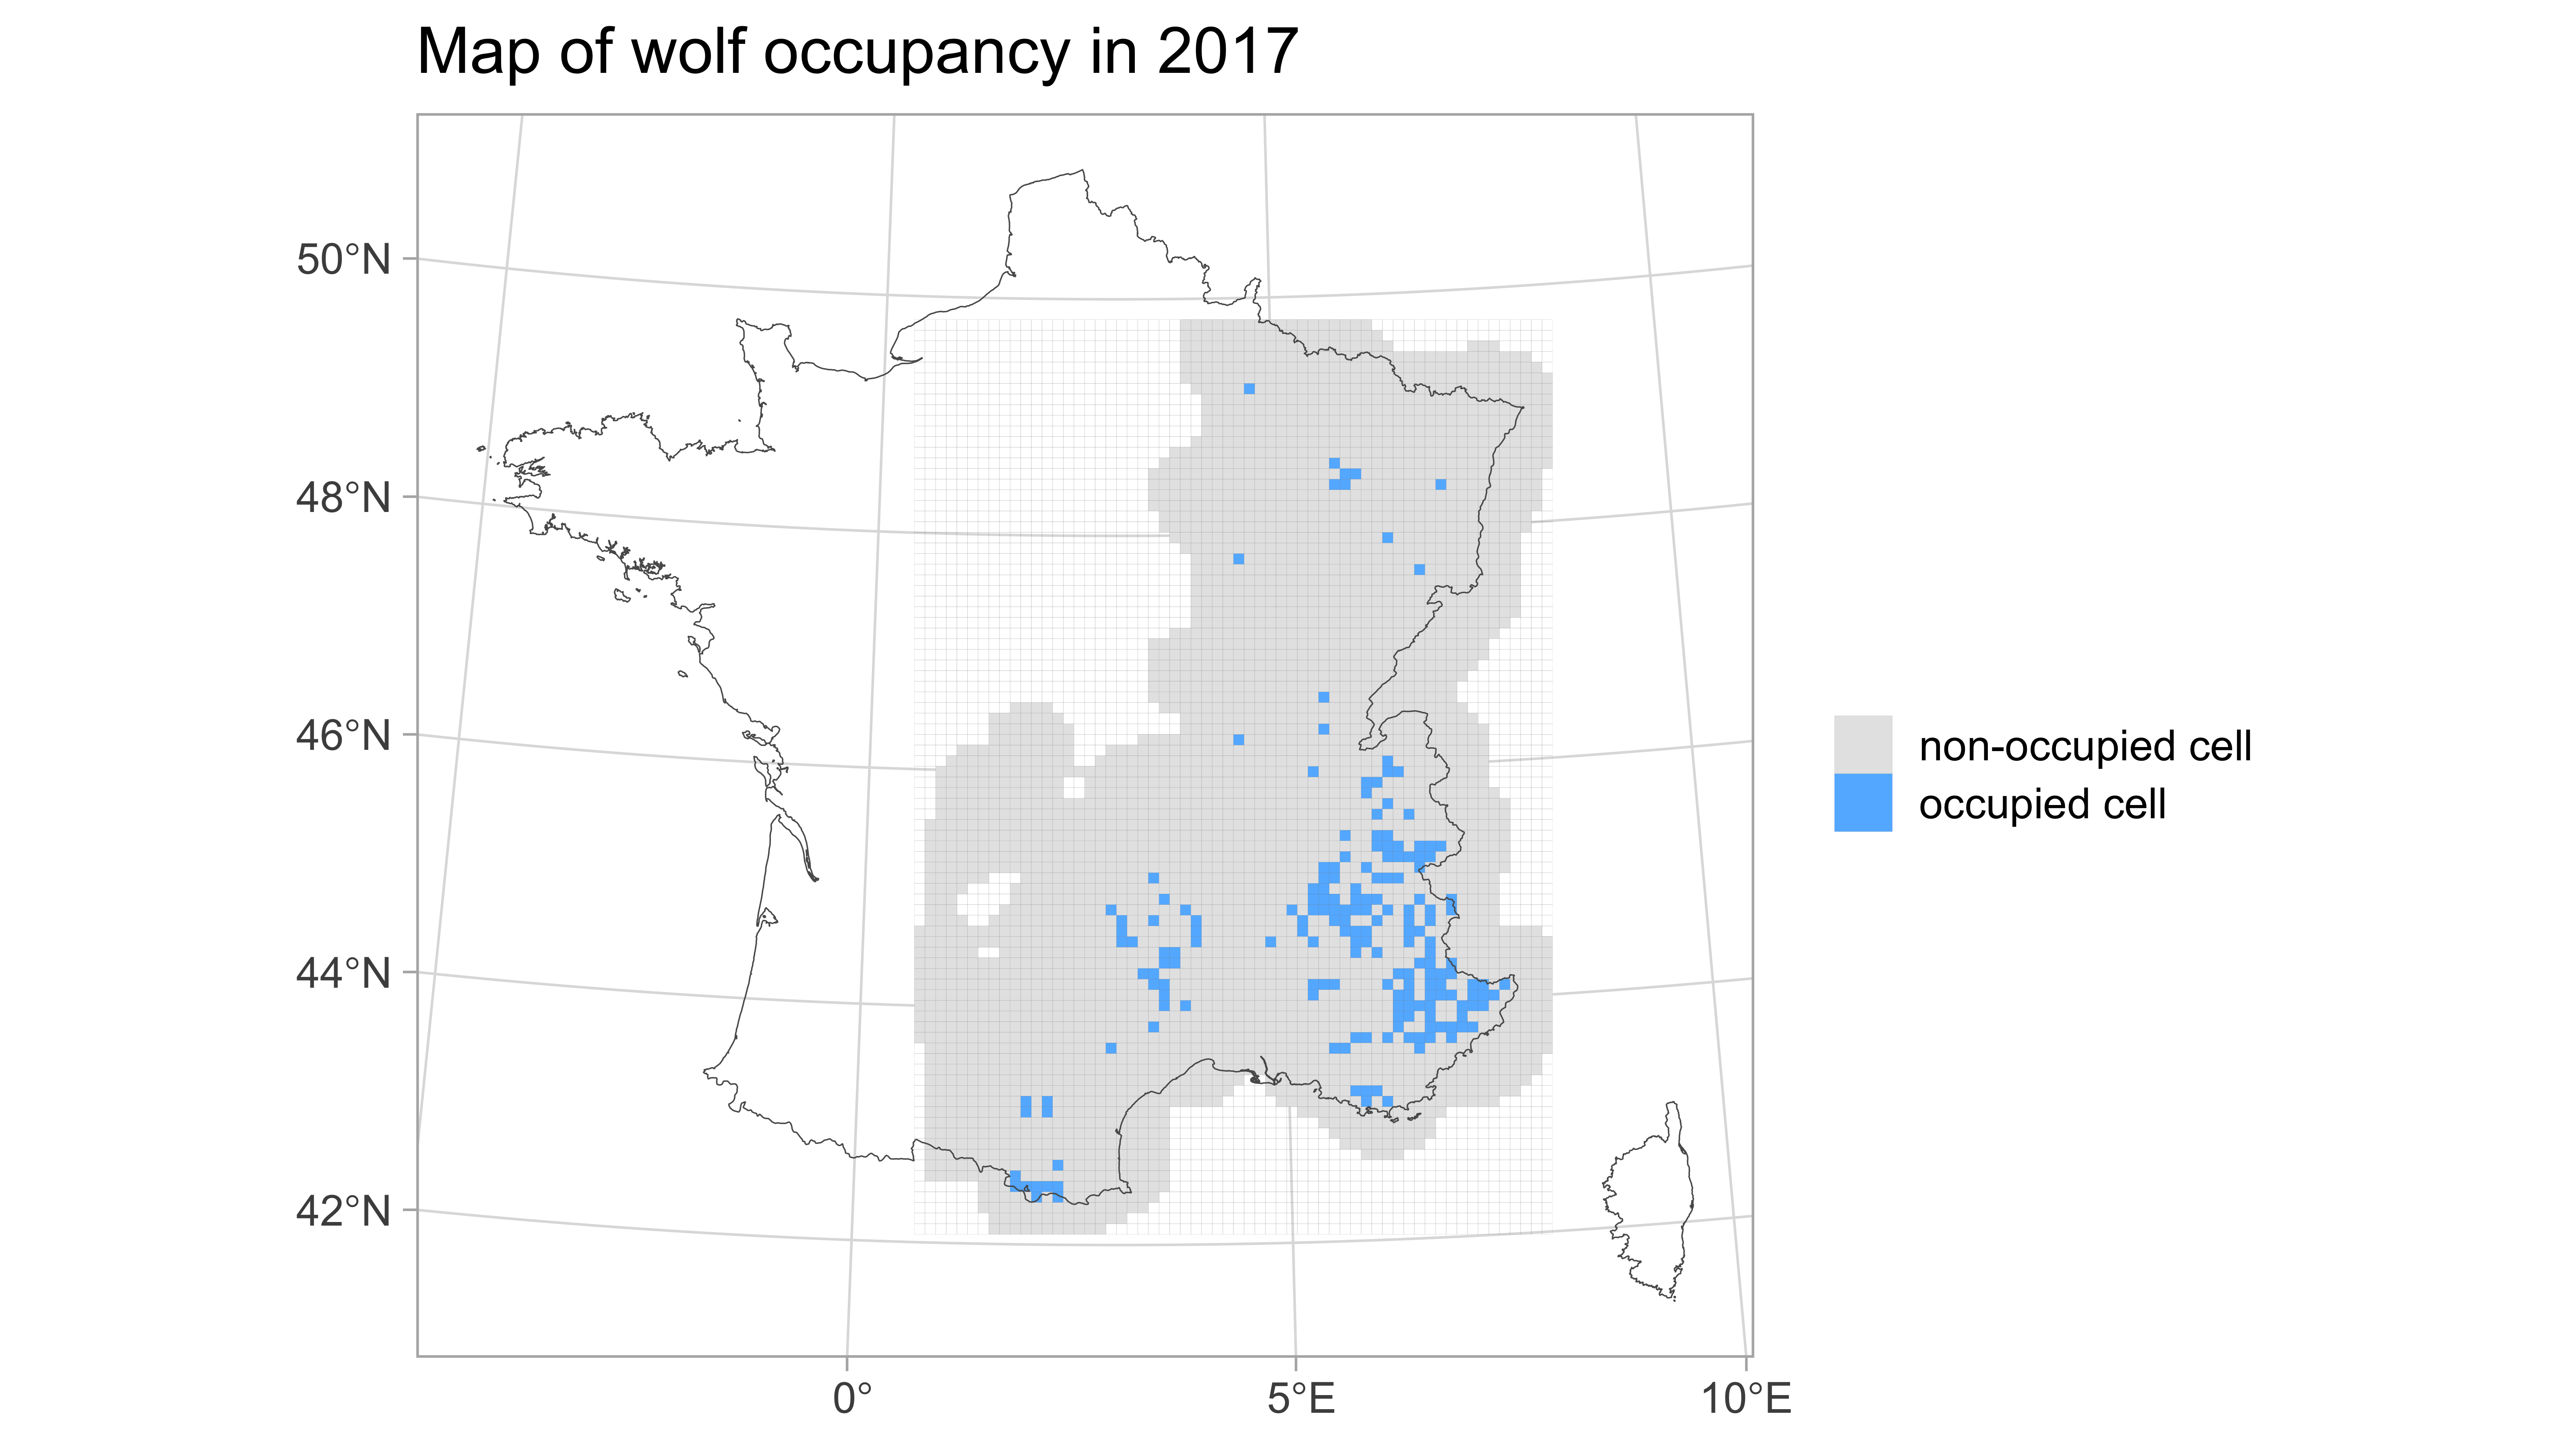 Map of wolf occupancy in 2017
50°N
48°N
46°N
44°N
42°N
0°
5°E
10°E
non-occupied cell
occupied cell